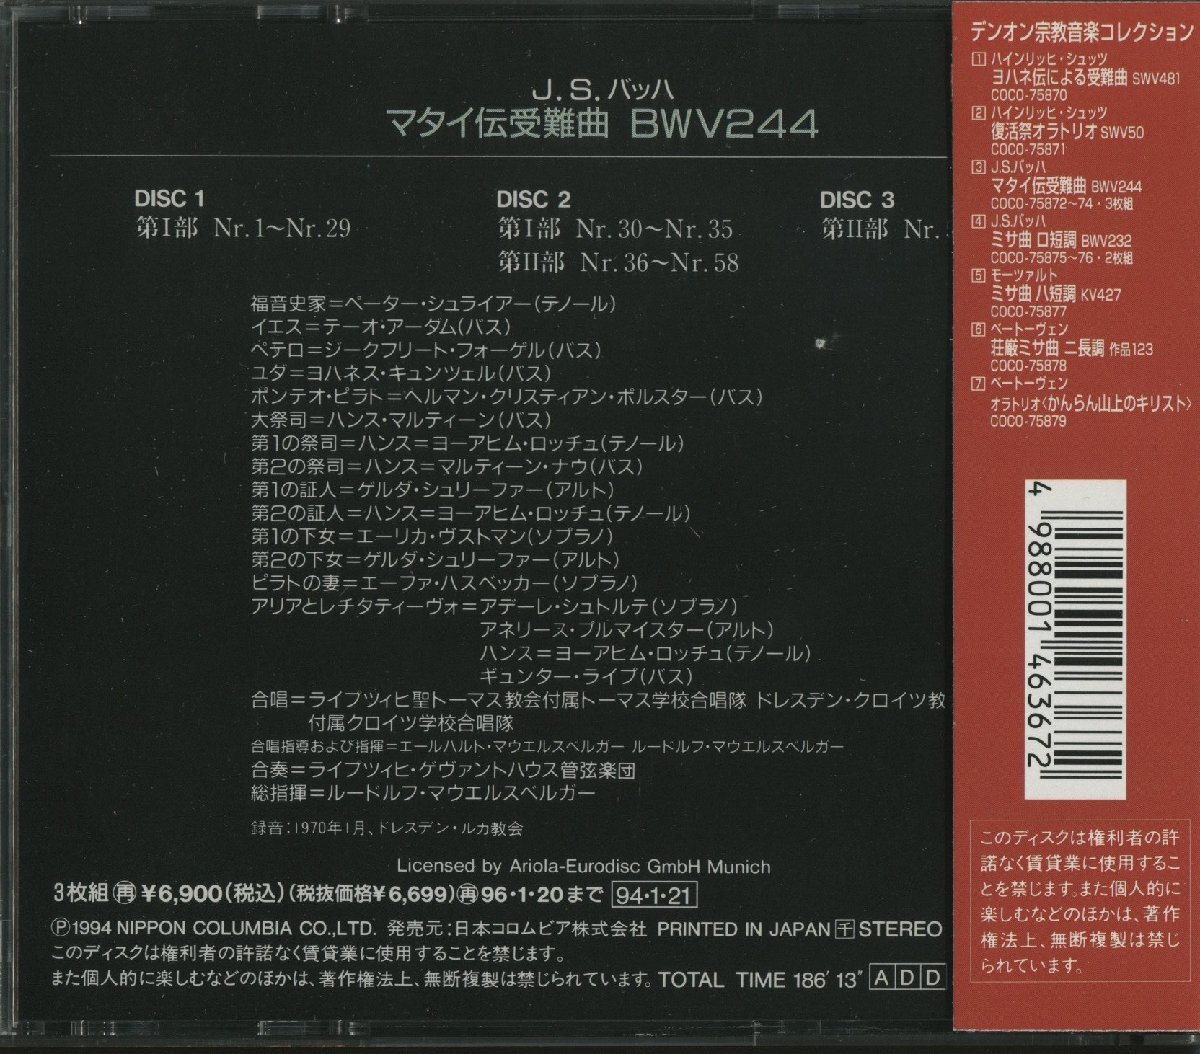 J.S.バッハ
マタイ伝受難曲 BWV244
DISC 1
第I部 Nr.1～Nr.29
DISC 2
第I部 Nr.30～Nr.35
第II部 Nr.36～Nr.58
DISC 3
第II部 Nr.
福音史家=ペーター・シュライアー(テノール)
イエス=テーオ・アーダム(バス)
ペテロ=ジークフリート・フォーゲル(バス)
ユダ=ヨハネス・キュンツェル(バス)
ポンテオ・ピラト=ヘルマン・クリスティアン・ポルスター(バス)
大祭司=ハンス・マルティーン(バス)
第1の祭司=ハンス=ヨーアヒム・ロッチュ(テノール)
第2の祭司=ハンス=マルティーン・ナウ(バス)
第1の証人=ゲルダ・シュリーファー(アルト)
第2の証人=ハンス=ヨーアヒム・ロッチュ(テノール)
第1の下女=エーリカ・ヴストマン(ソプラノ)
第2の下女=ゲルダ・シュリーファー(アルト)
ピラトの妻=エーファ・ハスベッカー(ソプラノ)
アリアとレチタティーヴォ=アデーレ・シュトルテ(ソプラノ)
アネリース・ブルマイスター(アルト)
ハンス=ヨーアヒム・ロッチュ(テノール)
ギュンター・ライプ(バス)
合唱=ライプツィヒ聖トーマス教会付属トーマス学校合唱隊 ドレスデン・クロイツ教
付属クロイツ学校合唱隊
合唱指導および指揮=エールハルト・マウエルスベルガー ルードルフ・マウエルスベルガー
合奏=ライプツィヒ・ゲヴァントハウス管弦楽団
総指揮=ルードルフ・マウエルスベルガー
録音:1970年1月、ドレスデン・ルカ教会
Licensed by Ariola-Eurodisc GmbH Munich
3枚組 ㊢ ¥6,900(税込)(税抜価格¥6,699)㊢96・1・20まで 94・1・21
Ⓟ1994 NIPPON COLUMBIA CO.,LTD. 発売元:日本コロムビア株式会社 PRINTED IN JAPAN 千 STEREO
このディスクは権利者の許諾なく賃貸業に使用することを禁じます。
また個人的に楽しむなどのほかは、著作権法上、無断複製は禁じられています。TOTAL TIME 186′13″ ADD
デンオン宗教音楽コレクション
1 ハインリッヒ・シュッツ
ヨハネ伝による受難曲 SWV481
COCO-75870
2 ハインリッヒ・シュッツ
復活祭オラトリオ SWV50
COCO-75871
3 J.S.バッハ
マタイ伝受難曲 BWV244
COCO-75872～74・3枚組
4 J.S.バッハ
ミサ曲 ロ短調 BWV232
COCO-75875～76・2枚組
5 モーツァルト
ミサ曲 ハ短調 KV427
COCO-75877
6 ベートーヴェン
荘厳ミサ曲 ニ長調 作品123
COCO-75878
7 ベートーヴェン
オラトリオ〈かんらん山上のキリスト〉
COCO-75879
4 988001 463672
このディスクは権利者の許
諾なく賃貸業に使用するこ
とを禁じます。また個人的に
楽しむなどのほかは、著作
権法上、無断複製は禁じ
られています。